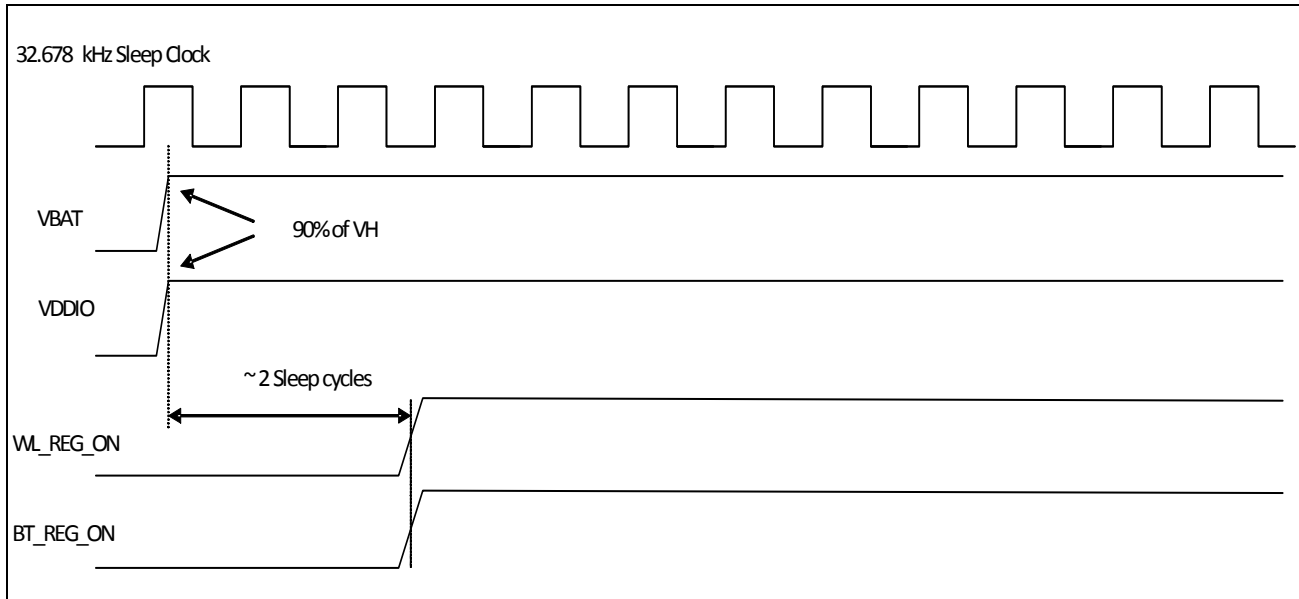 32.678 kHz Sleep Clock
VBAT
90% of VH
VDDIO
~ 2 Sleep cycles
WL_REG_ON
BT_REG_ON